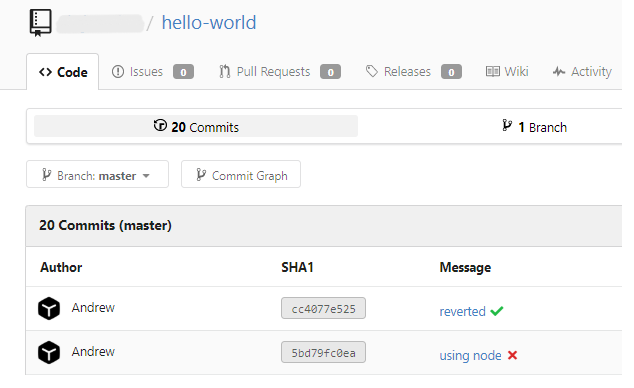 / hello-world
Code Issues 0 Pull Requests 0 Releases 0 Wiki Activity
20 Commits 1 Branch
Branch: master Commit Graph
20 Commits (master)
Author SHA1 Message
Andrew cc4077e525 reverted
Andrew 5bd79fc0ea using node